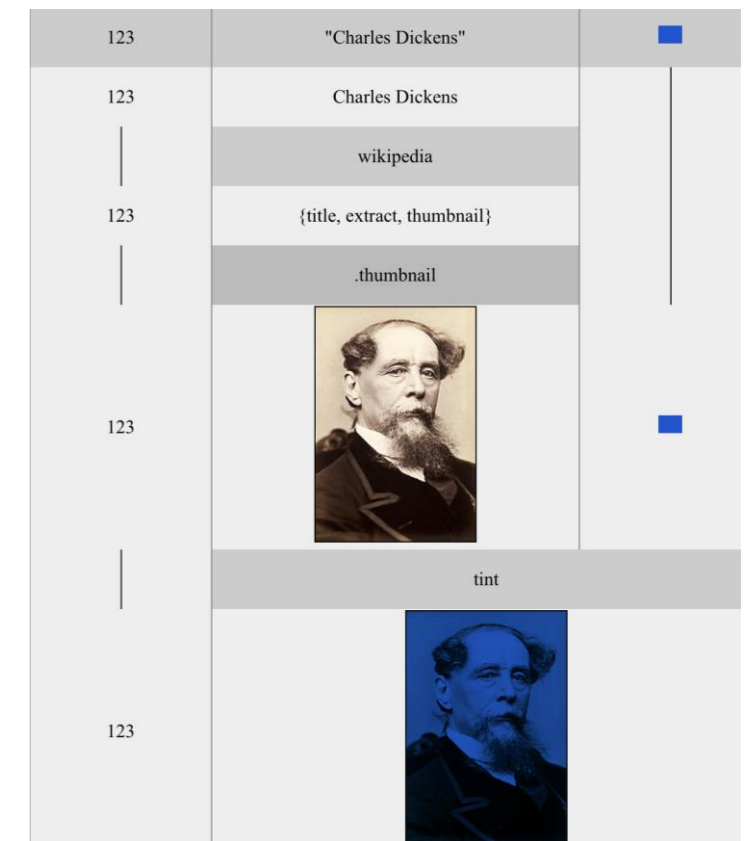 123 "Charles Dickens"
123 Charles Dickens
wikipedia
123 {title, extract, thumbnail}
.thumbnail
123
tint
123